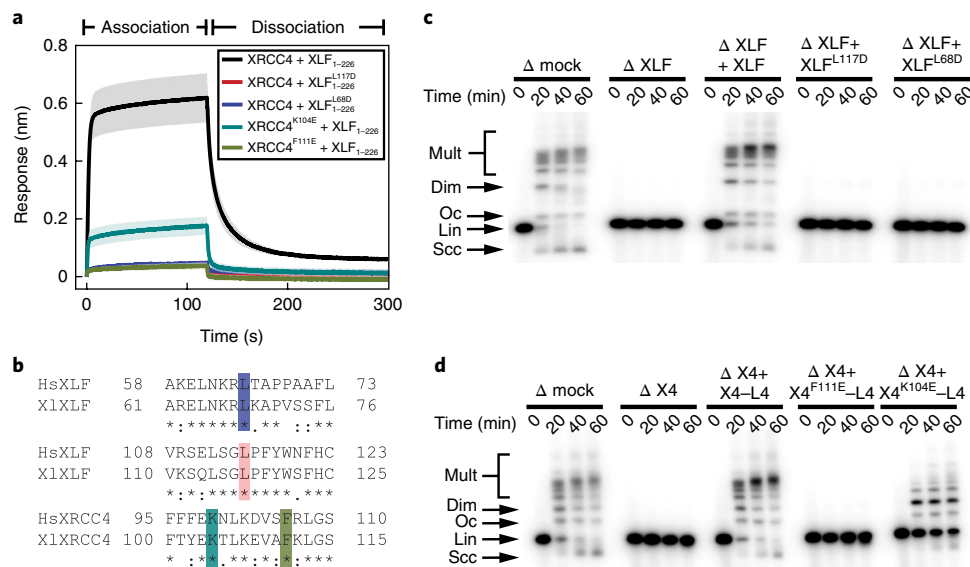 a
Association Dissociation
0.8
0.6
0.4
0.2
0
Response (nm)
0 100 200 300
Time (s)
XRCC4 + XLF1–226
XRCC4 + XLF1–226 L117D
XRCC4 + XLF1–226 L68D
XRCC4K104E + XLF1–226
XRCC4F111E + XLF1–226
b
HsXLF 58 AKELNKRLTAPPAAFL 73
XlXLF 61 ARELNKRLKAPVSSFL 76
*:******.** ::**
HsXLF 108 VRSELSGLPFYWNFHC 123
XlXLF 110 VKSQLSGLPFYWSFHC 125
*:*:********.***
HsXRCC4 95 FFFEKNLKDVSFRLGS 110
XlXRCC4 100 FTYEKTLKEVAFKLGS 115
* :** **:*:*:***
c
Δ mock
Δ XLF
Δ XLF + XLF
Δ XLF+ XLFL117D
Δ XLF+ XLFL68D
Time (min) 0 20 40 60 0 20 40 60 0 20 40 60 0 20 40 60 0 20 40 60
Mult
Dim
Oc
Lin
Scc
d
Δ mock
Δ X4
Δ X4+ X4–L4
Δ X4+ X4F111E–L4
Δ X4+ X4K104E–L4
Time (min) 0 20 40 60 0 20 40 60 0 20 40 60 0 20 40 60 0 20 40 60
Mult
Dim
Oc
Lin
Scc